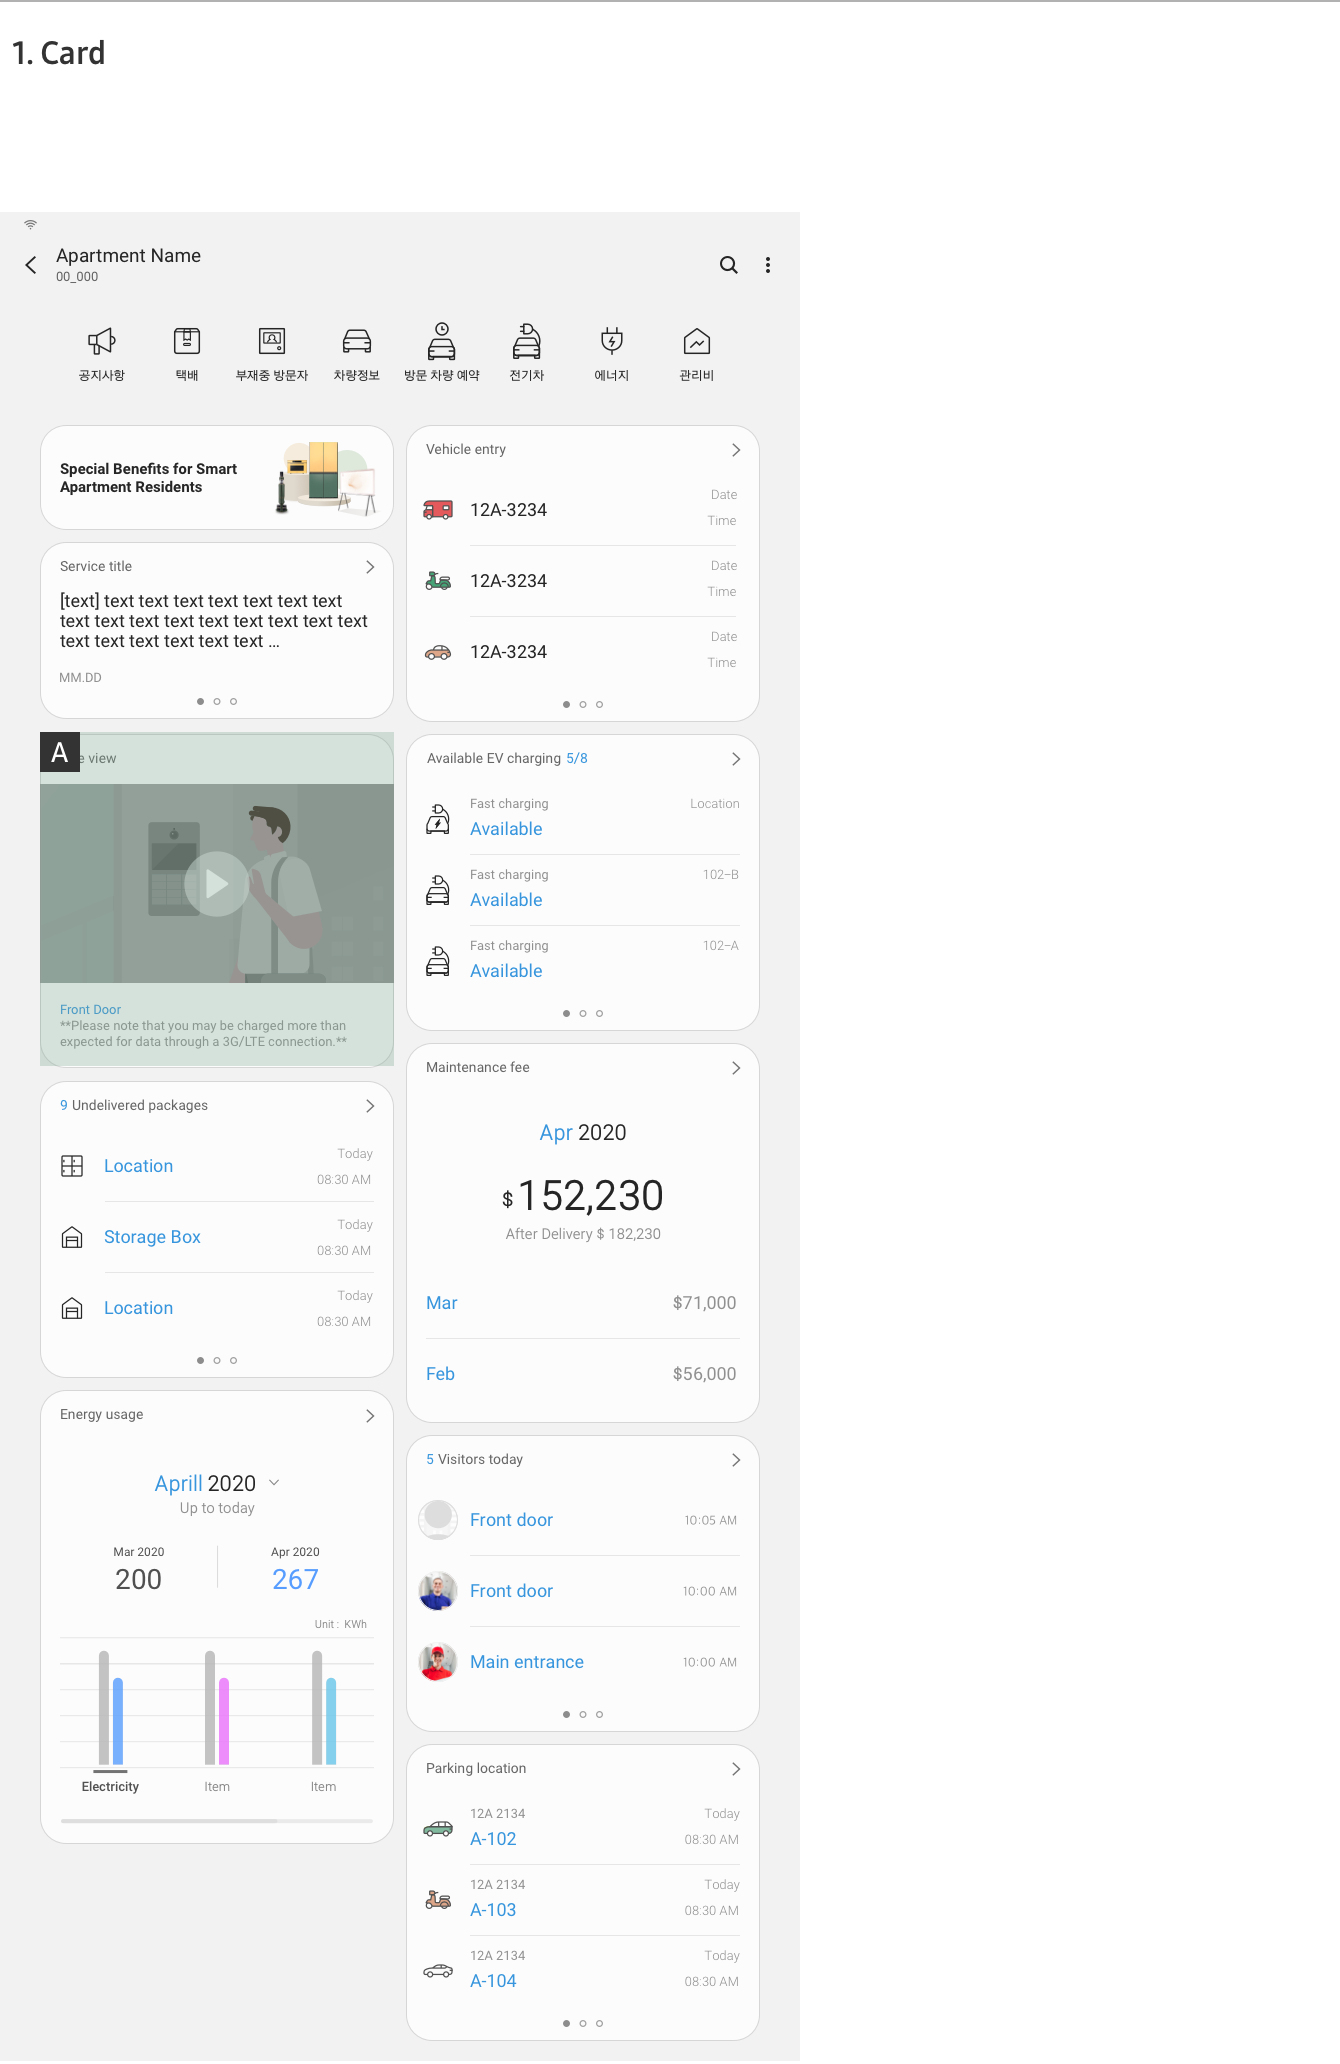 1. Card
Apartment Name
00_000
공지사항
택배
부재중 방문자
차량정보
방문 차량 예약
전기차
에너지
관리비
Special Benefits for Smart
Apartment Residents
Service title
[text] text text text text text text text
text text text text text text text text text
text text text text text text ...
MM.DD
A
e view
Front Door
**Please note that you may be charged more than
expected for data through a 3G/LTE connection.**
9 Undelivered packages
Location
Today
08:30 AM
Storage Box
Today
08:30 AM
Location
Today
08:30 AM
Energy usage
Aprill 2020
Up to today
Mar 2020
200
Apr 2020
267
Unit : KWh
Electricity
Item
Item
Vehicle entry
12A-3234
Date
Time
12A-3234
Date
Time
12A-3234
Date
Time
Available EV charging 5/8
Fast charging
Location
Available
Fast charging
102-B
Available
Fast charging
102-A
Available
Maintenance fee
Apr 2020
$ 152,230
After Delivery $ 182,230
Mar
$71,000
Feb
$56,000
5 Visitors today
Front door
10:05 AM
Front door
10:00 AM
Main entrance
10:00 AM
Parking location
12A 2134
Today
A-102
08:30 AM
12A 2134
Today
A-103
08:30 AM
12A 2134
Today
A-104
08:30 AM